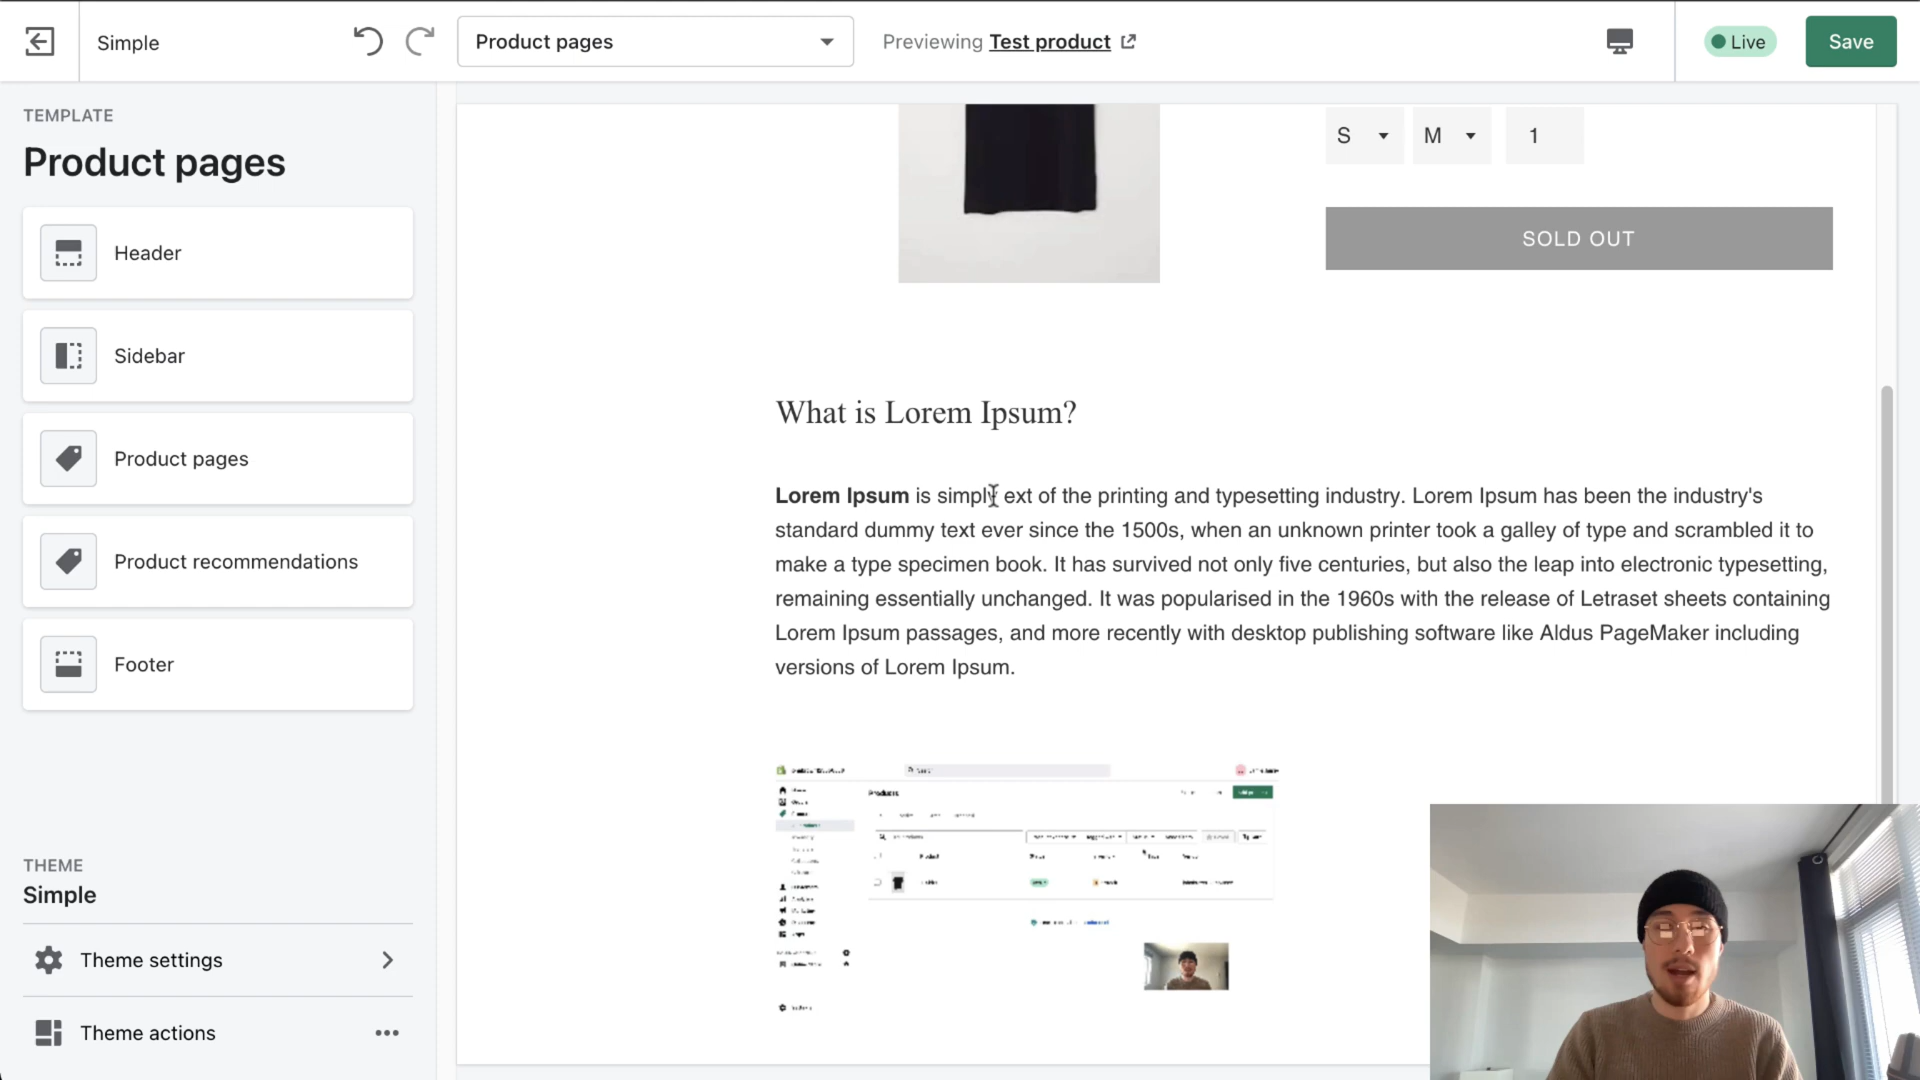 Simple
Product pages
Previewing Test product
Live
Save
TEMPLATE
Product pages
Header
Sidebar
Product pages
Product recommendations
Footer
THEME
Simple
Theme settings
Theme actions
S
M
1
SOLD OUT
What is Lorem Ipsum?
Lorem Ipsum is simply ext of the printing and typesetting industry. Lorem Ipsum has been the industry's
standard dummy text ever since the 1500s, when an unknown printer took a galley of type and scrambled it to
make a type specimen book. It has survived not only five centuries, but also the leap into electronic typesetting,
remaining essentially unchanged. It was popularised in the 1960s with the release of Letraset sheets containing
Lorem Ipsum passages, and more recently with desktop publishing software like Aldus PageMaker including
versions of Lorem Ipsum.
Search
Products
Product